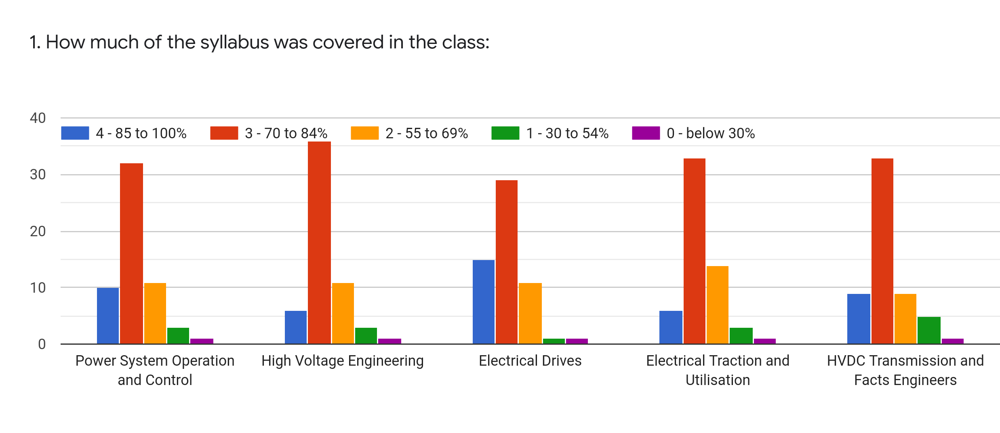 1. How much of the syllabus was covered in the class:
40
4 - 85 to 100% 3 - 70 to 84% 2 - 55 to 69% 1 - 30 to 54% 0 - below 30%
30
20
10
0
Power System Operation
and Control
High Voltage Engineering
Electrical Drives
Electrical Traction and
Utilisation
HVDC Transmission and
Facts Engineers